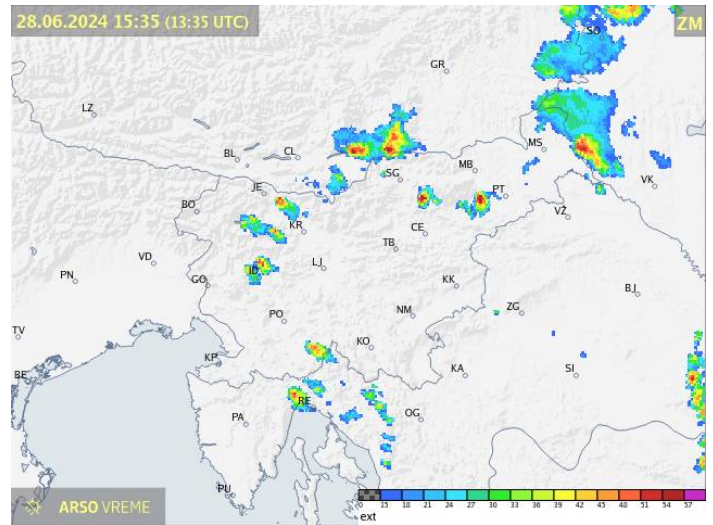 28.06.2024 15:35 (13:35 UTC)
ZM
SO
GR
LZ
BL
CL
MS
MB
SG
PT
VK
JE
BO
KR
CE
VŽ
TB
VD
LJ
ID
PN
GO
KK
BJ
PO
NM
ZG
TV
KP
KO
BE
KA
SI
RE
PA
OG
PU
ARSO VREME
0 15 18 21 24 27 30 33 36 39 42 45 48 51 54 57
ext